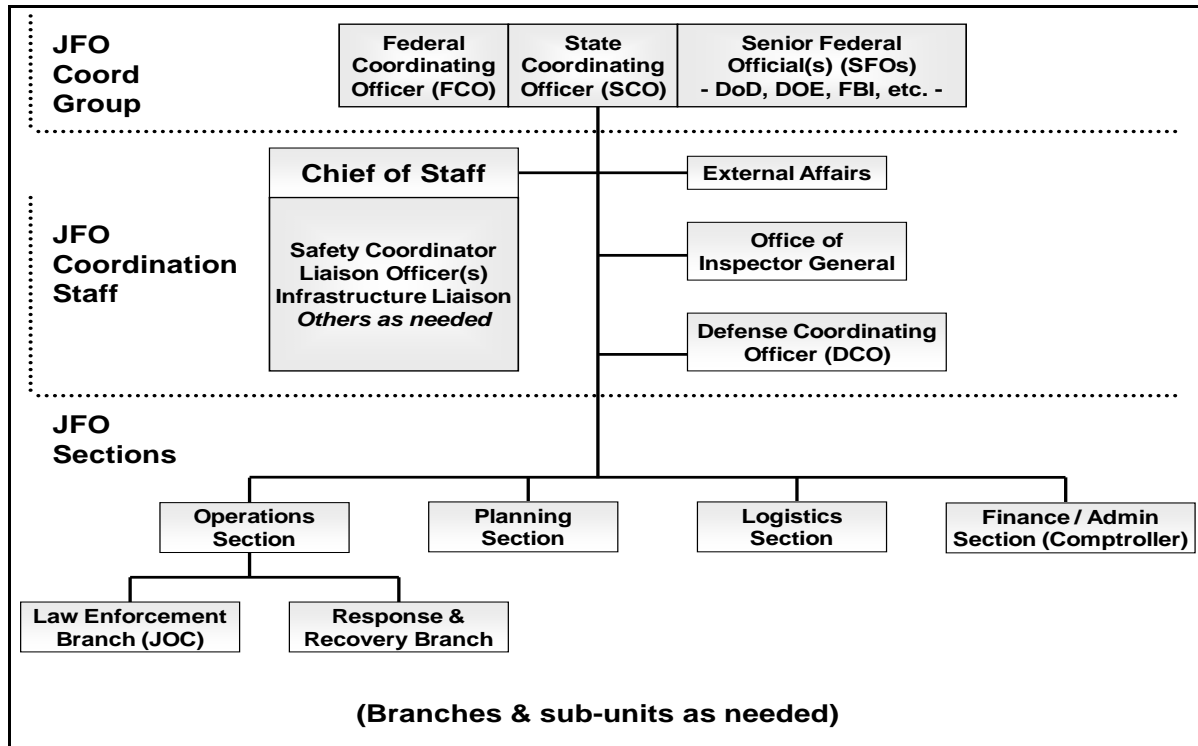 JFO
Coord
Group
Federal
Coordinating
Officer (FCO)
State
Coordinating
Officer (SCO)
Senior Federal
Official(s) (SFOs)
- DoD, DOE, FBI, etc. -
JFO
Coordination
Staff
Chief of Staff
Safety Coordinator
Liaison Officer(s)
Infrastructure Liaison
Others as needed
External Affairs
Office of
Inspector General
Defense Coordinating
Officer (DCO)
JFO
Sections
Operations
Section
Planning
Section
Logistics
Section
Finance / Admin
Section (Comptroller)
Law Enforcement
Branch (JOC)
Response &
Recovery Branch
(Branches & sub-units as needed)